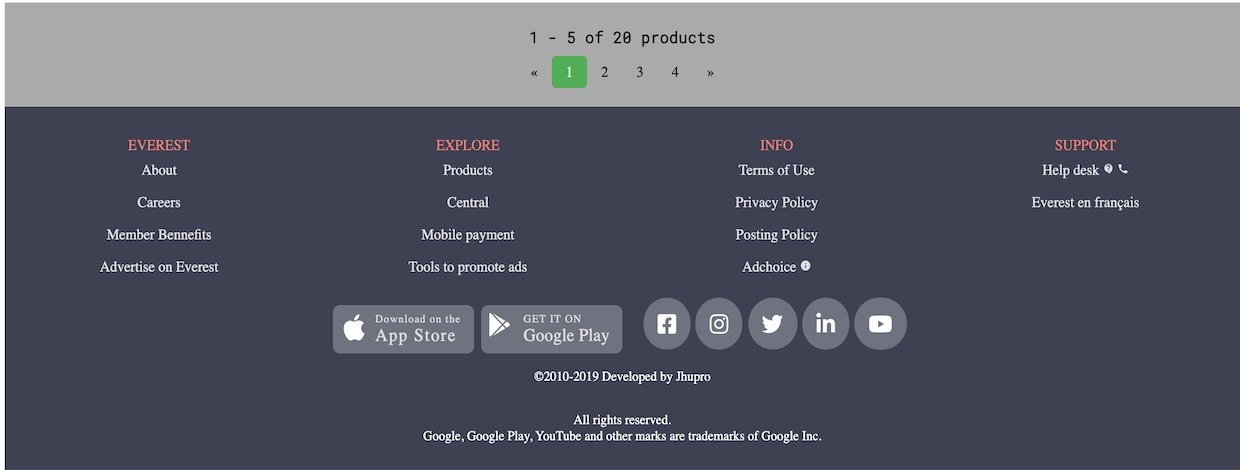 1 - 5 of 20 products
« 1 2 3 4 »
EVEREST
About
Careers
Member Bennefits
Advertise on Everest
EXPLORE
Products
Central
Mobile payment
Tools to promote ads
INFO
Terms of Use
Privacy Policy
Posting Policy
Adchoice
SUPPORT
Help desk
Everest en français
Download on the
App Store
GET IT ON
Google Play
©2010-2019 Developed by Jhupro
All rights reserved.
Google, Google Play, YouTube and other marks are trademarks of Google Inc.